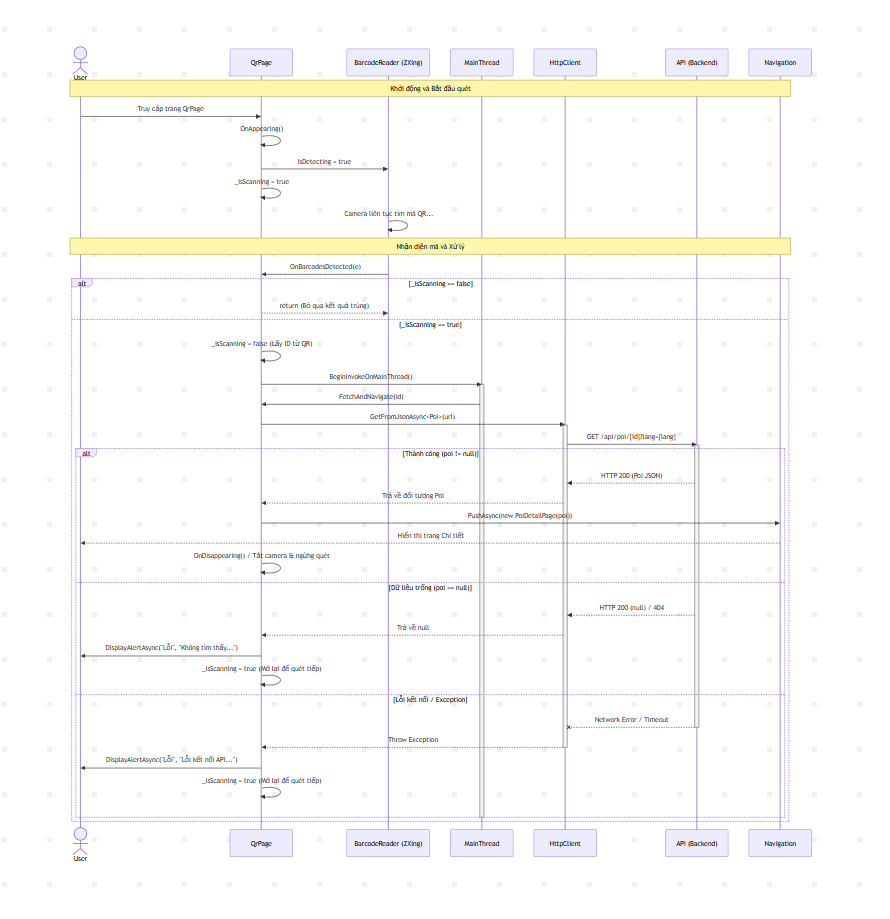 User
QrPage
BarcodeReader (ZXing)
MainThread
HttpClient
API (Backend)
Navigation
Khởi động và Bắt đầu quét
Truy cập trang QrPage
OnAppearing()
IsDetecting = true
_isScanning = true
Camera liên tục tìm mã QR...
Nhận diện mã và Xử lý
OnBarcodesDetected(e)
alt
[_isScanning == false]
return (Bỏ qua kết quả trùng)
[_isScanning == true]
_isScanning = false (Lấy ID từ QR)
BeginInvokeOnMainThread()
FetchAndNavigate(id)
GetFromJsonAsync<Poi>(url)
GET /api/poi/[id]?lang=[lang]
alt
[Thành công (poi != null)]
HTTP 200 (Poi JSON)
Trả về đối tượng Poi
PushAsync(new PoiDetailPage(poi))
Hiển thị trang Chi tiết
OnDisappearing() / Tắt camera & ngừng quét
[Dữ liệu trống (poi == null)]
HTTP 200 (null) / 404
Trả về null
DisplayAlertAsync("Lỗi", "Không tìm thấy...")
_isScanning = true (Mở lại để quét tiếp)
[Lỗi kết nối / Exception]
Network Error / Timeout
Throw Exception
DisplayAlertAsync("Lỗi", "Lỗi kết nối API...")
_isScanning = true (Mở lại để quét tiếp)
User
QrPage
BarcodeReader (ZXing)
MainThread
HttpClient
API (Backend)
Navigation